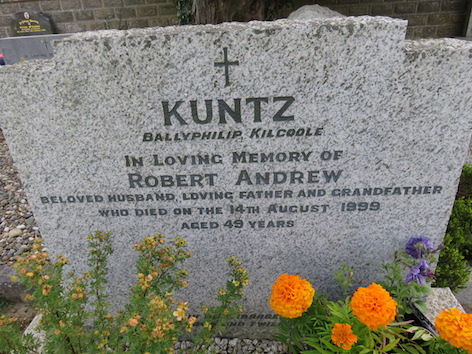 KUNTZ
BALLYPHILIP, KILCOOLE
IN LOVING MEMORY OF
ROBERT ANDREW
BELOVED HUSBAND, LOVING FATHER AND GRANDFATHER
WHO DIED ON THE 14TH AUGUST 1999
AGED 49 YEARS